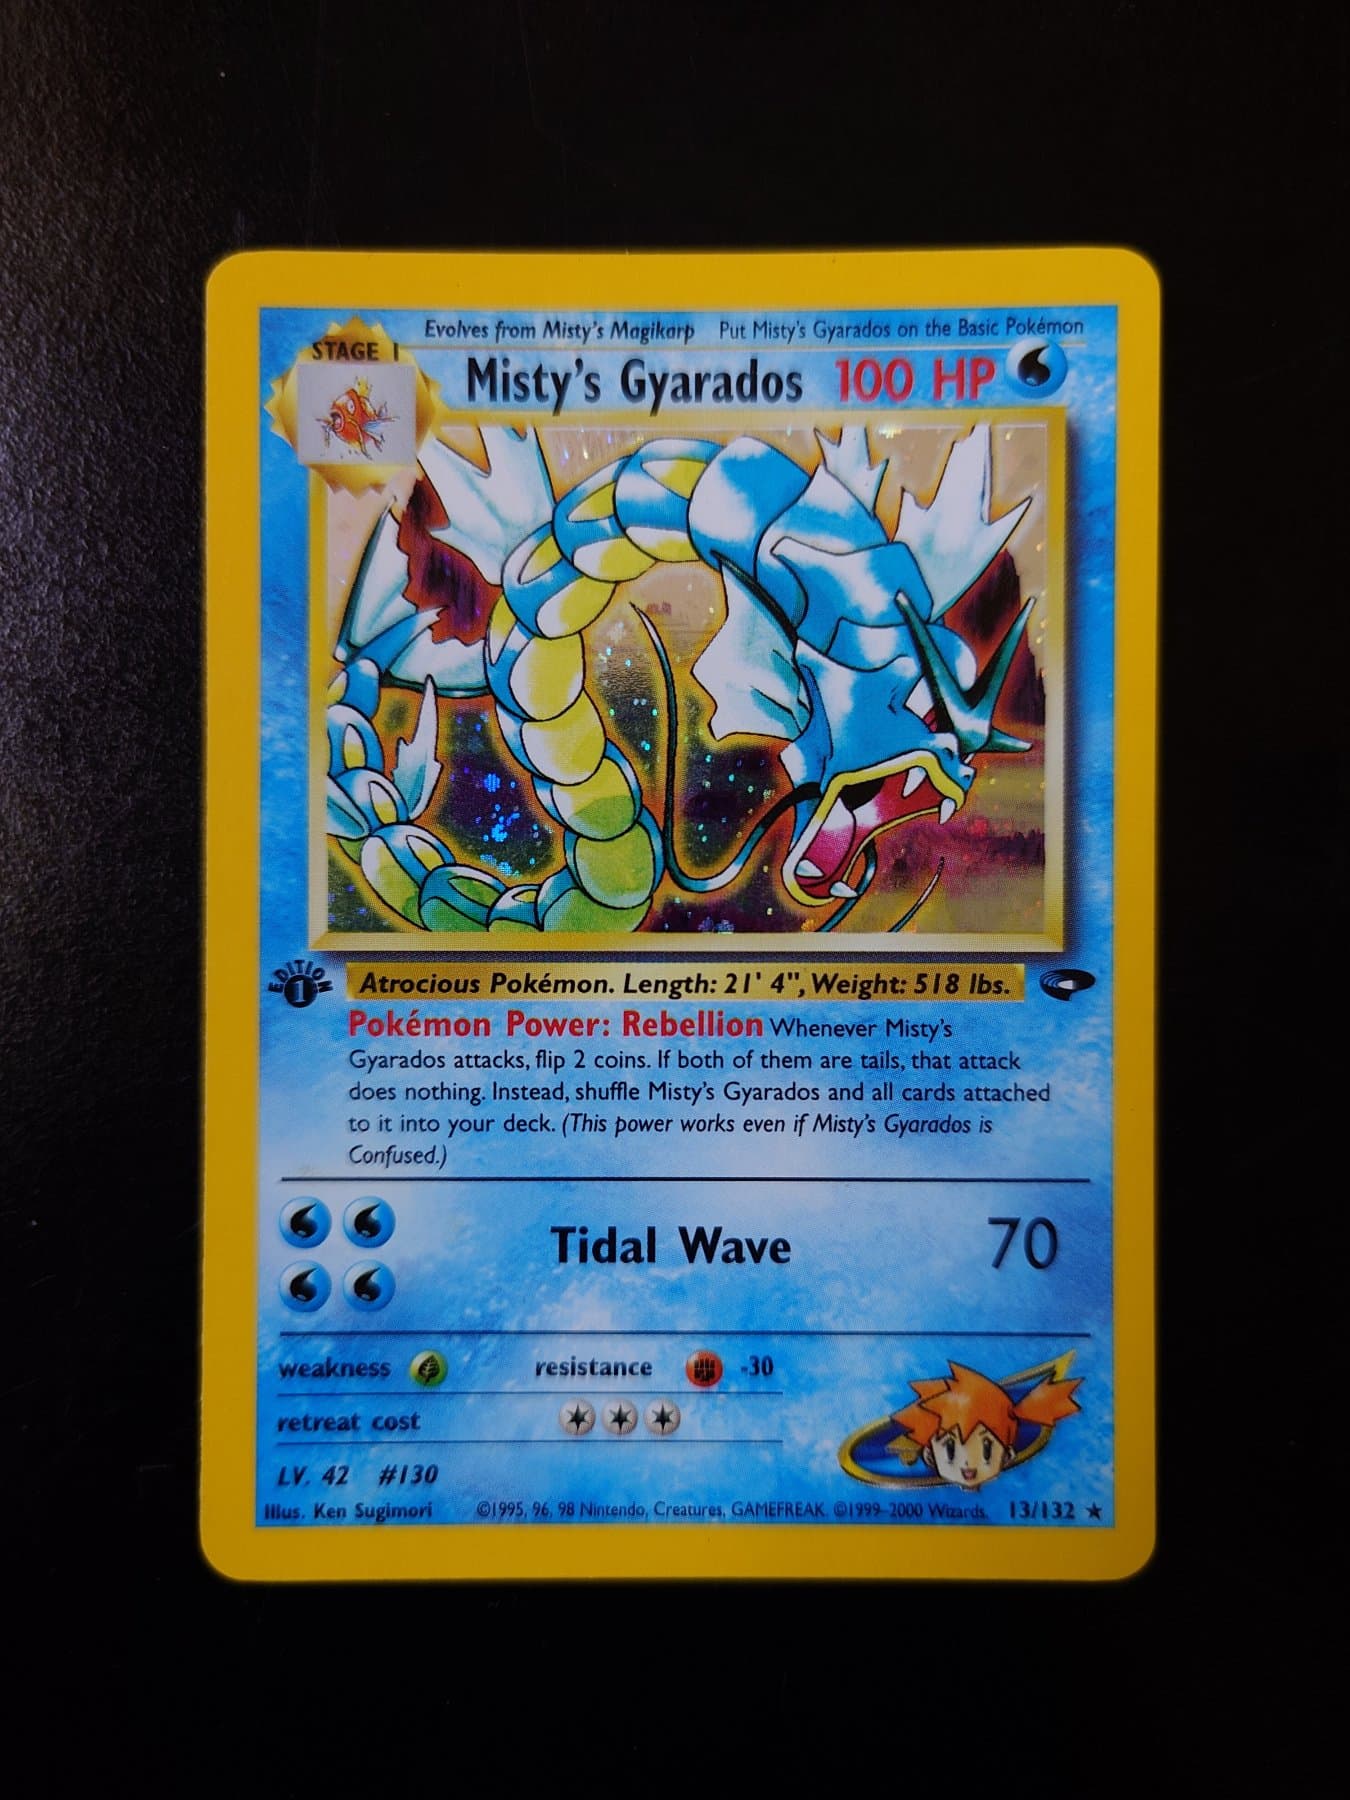 Evolves from Misty's Magikarp Put Misty's Gyarados on the Basic Pokémon
STAGE 1
Misty's Gyarados 100 HP
EDITION
1
Atrocious Pokémon. Length: 21' 4", Weight: 518 lbs.
Pokémon Power: Rebellion Whenever Misty's
Gyarados attacks, flip 2 coins. If both of them are tails, that attack
does nothing. Instead, shuffle Misty's Gyarados and all cards attached
to it into your deck. (This power works even if Misty's Gyarados is
Confused.)
Tidal Wave 70
weakness resistance -30
retreat cost
LV. 42 #130
Illus. Ken Sugimori ©1995, 96, 98 Nintendo, Creatures, GAMEFREAK. ©1999-2000 Wizards. 13/132 ★